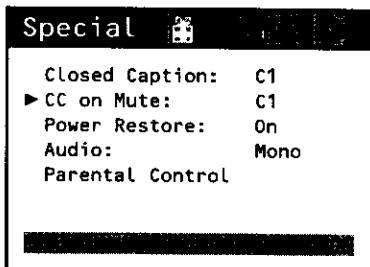 Special
Closed Caption: C1
▶CC on Mute: C1
Power Restore: On
Audio: Mono
Parental Control